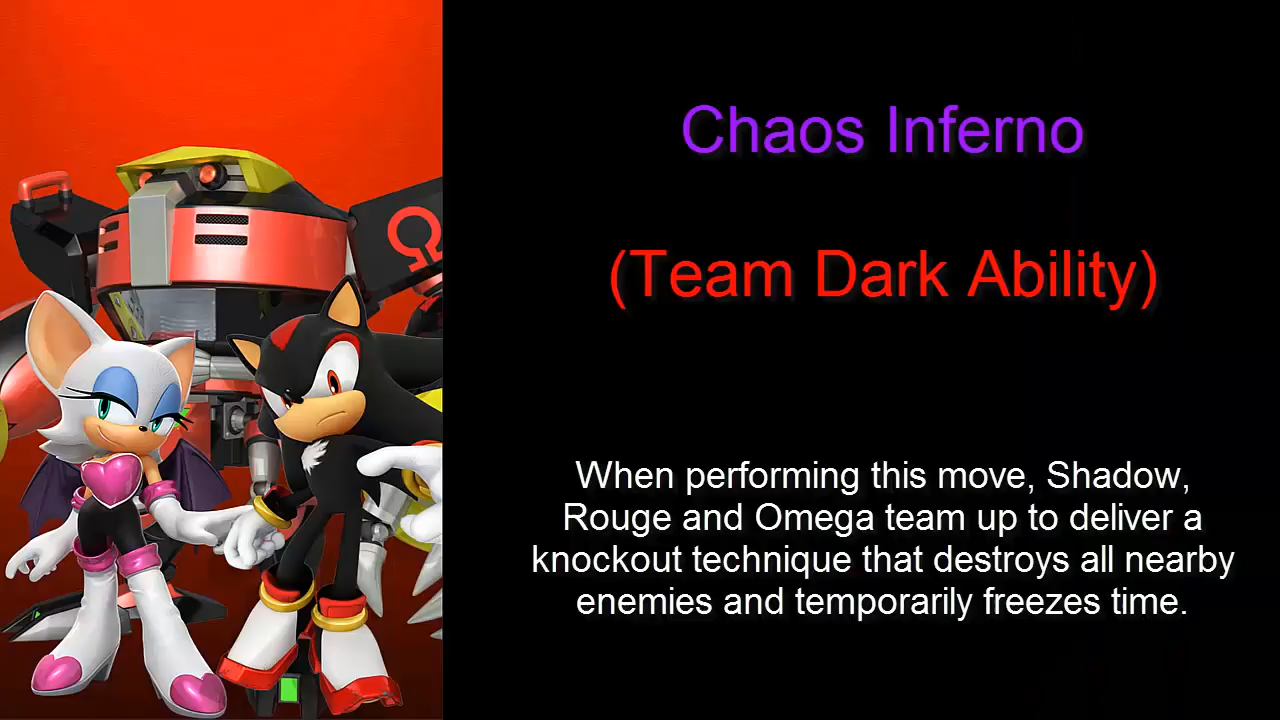 Chaos Inferno
(Team Dark Ability)
When performing this move, Shadow,
Rouge and Omega team up to deliver a
knockout technique that destroys all nearby
enemies and temporarily freezes time.
Ω